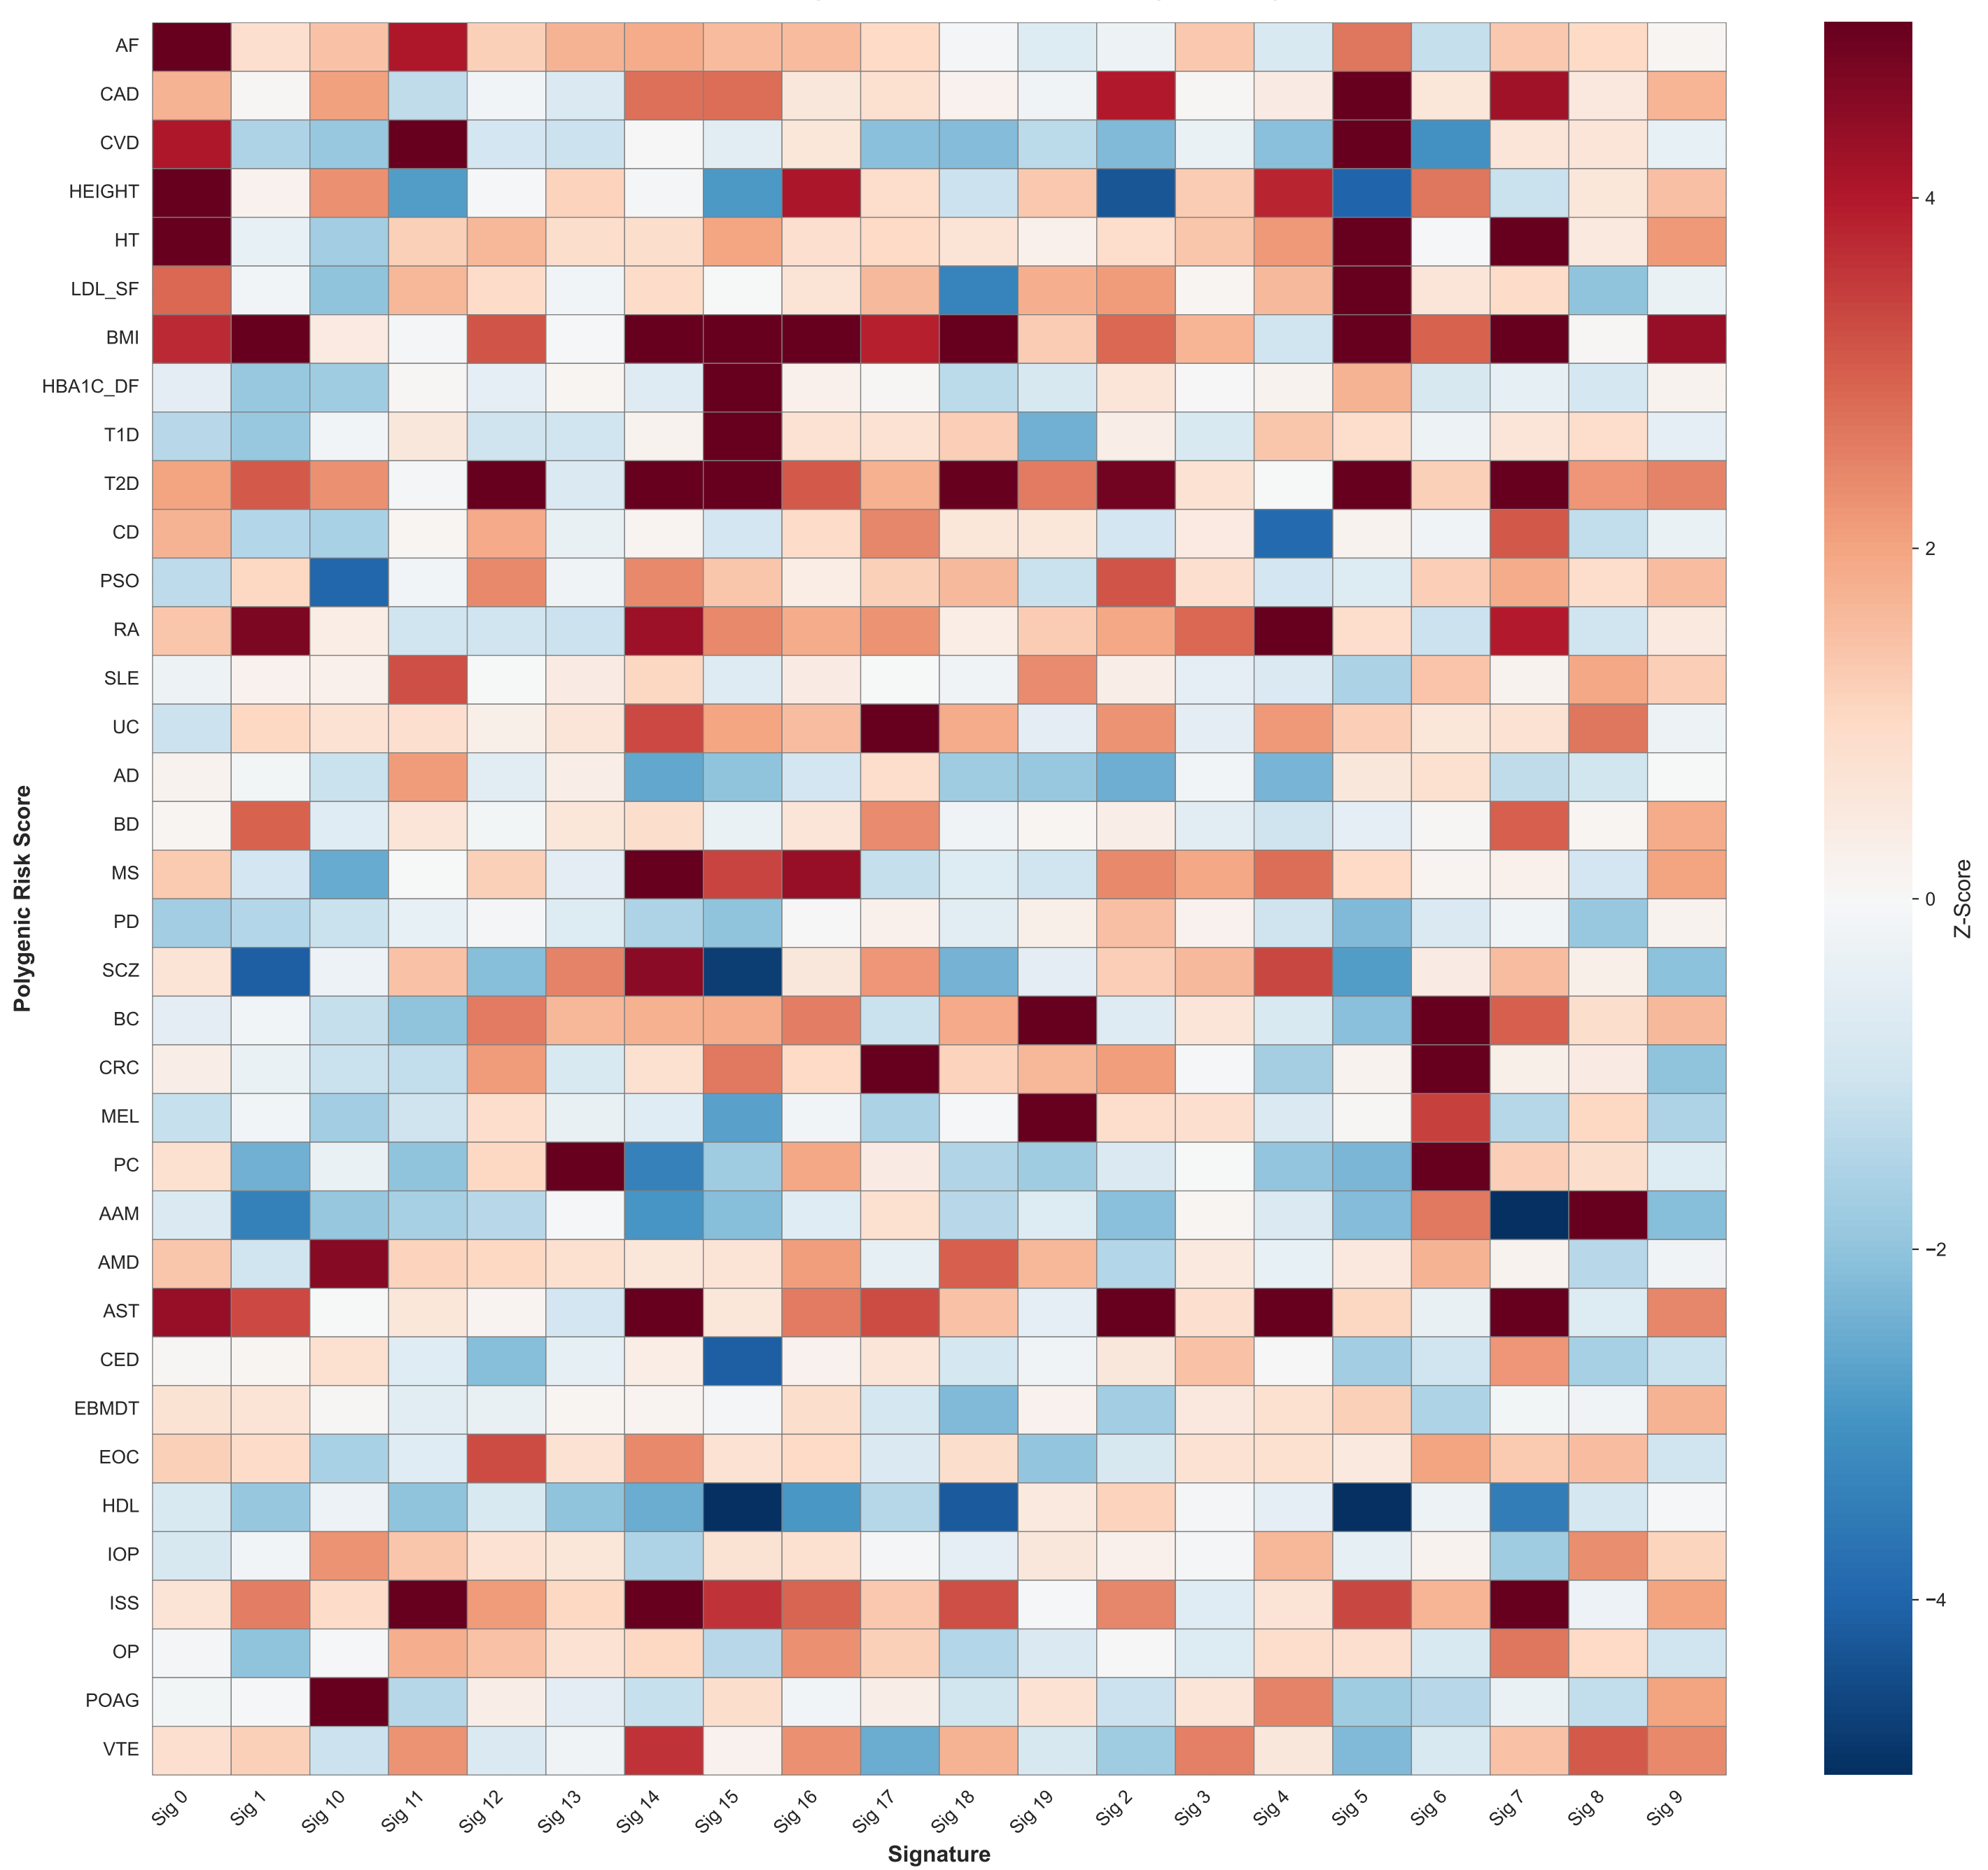 AF
CAD
CVD
HEIGHT
HT
LDL_SF
BMI
HBA1C_DF
T1D
T2D
CD
PSO
RA
SLE
UC
AD
BD
MS
PD
SCZ
BC
CRC
MEL
PC
AAM
AMD
AST
CED
EBMDT
EOC
HDL
IOP
ISS
OP
POAG
VTE
Polygenic Risk Score
Sig 0
Sig 1
Sig 10
Sig 11
Sig 12
Sig 13
Sig 14
Sig 15
Sig 16
Sig 17
Sig 18
Sig 19
Sig 2
Sig 3
Sig 4
Sig 5
Sig 6
Sig 7
Sig 8
Sig 9
Signature
4
2
0
−2
−4
Z-Score